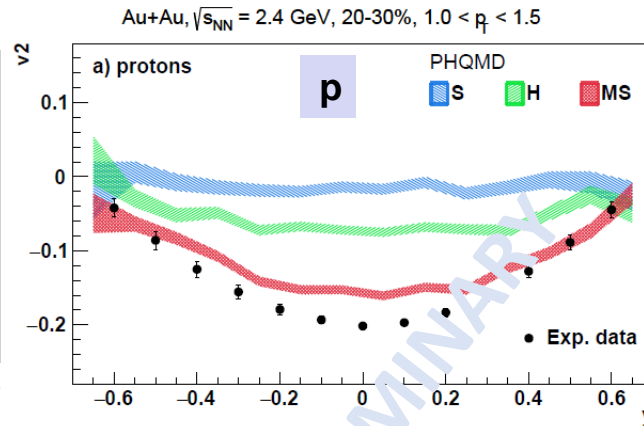 Au+Au, √sNN = 2.4 GeV, 20-30%, 1.0 < pT < 1.5
v2
a) protons
p
PHQMD
S H MS
0.1
0
−0.1
−0.2
MINARY
Exp. data
−0.6 −0.4 −0.2 0 0.2 0.4 0.6